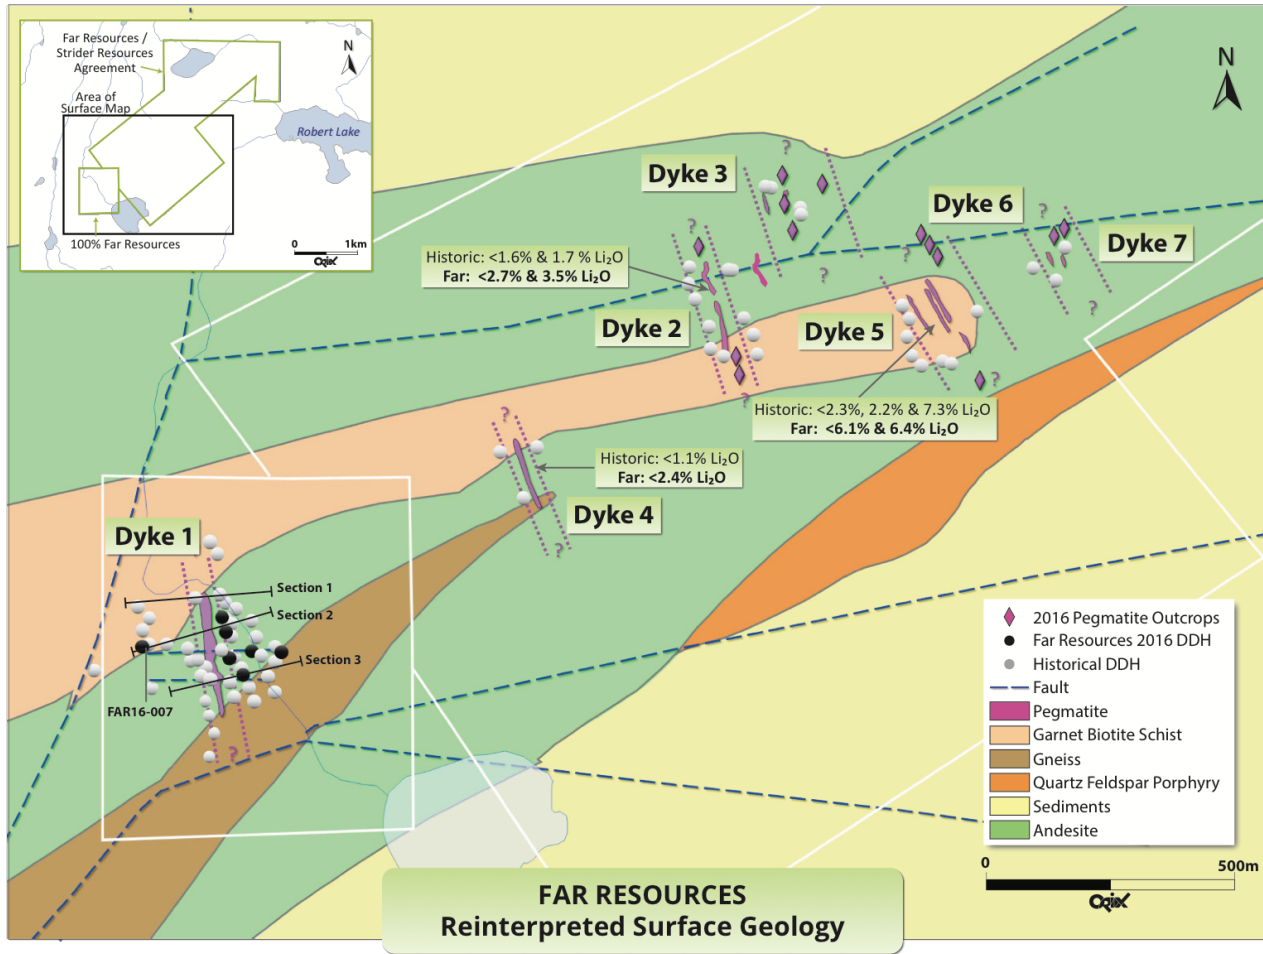 Far Resources /
Strider Resources
Agreement
N
Area of
Surface Map
Robert Lake
100% Far Resources
0 1km
Orix
N
?
Dyke 3
Dyke 6
?
?
Dyke 7
Historic: <1.6% & 1.7 % Li₂O
Far: <2.7% & 3.5% Li₂O
?
?
Dyke 2
Dyke 5
?
?
?
Historic: <2.3%, 2.2% & 7.3% Li₂O
Far: <6.1% & 6.4% Li₂O
?
Historic: <1.1% Li₂O
Far: <2.4% Li₂O
Dyke 4
?
Dyke 1
Section 1
Section 2
Section 3
FAR16-007
?
2016 Pegmatite Outcrops
Far Resources 2016 DDH
Historical DDH
Fault
Pegmatite
Garnet Biotite Schist
Gneiss
Quartz Feldspar Porphyry
Sediments
Andesite
0 500m
Orix
FAR RESOURCES
Reinterpreted Surface Geology